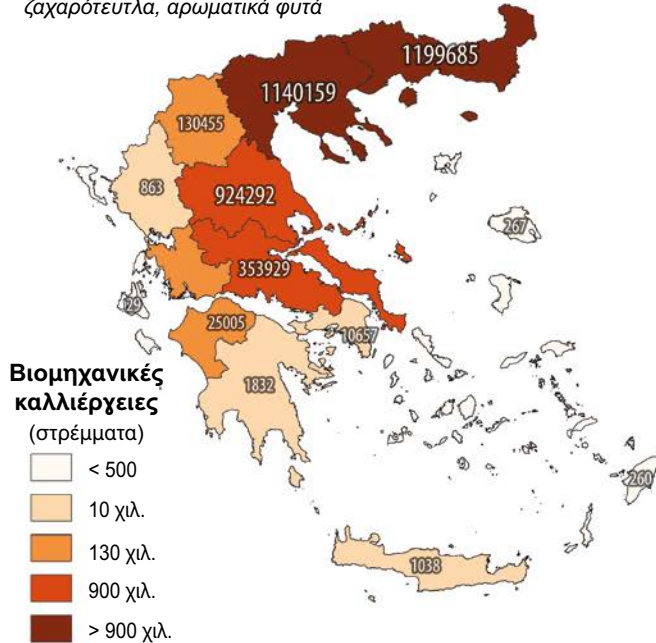 ζαχαρότευτλα, αρωματικά φυτά
1199685
1140159
130455
863
924292
267
353929
29
25005
10657
1832
260
1038
Βιομηχανικές
καλλιέργειες
(στρέμματα)
< 500
10 χιλ.
130 χιλ.
900 χιλ.
> 900 χιλ.